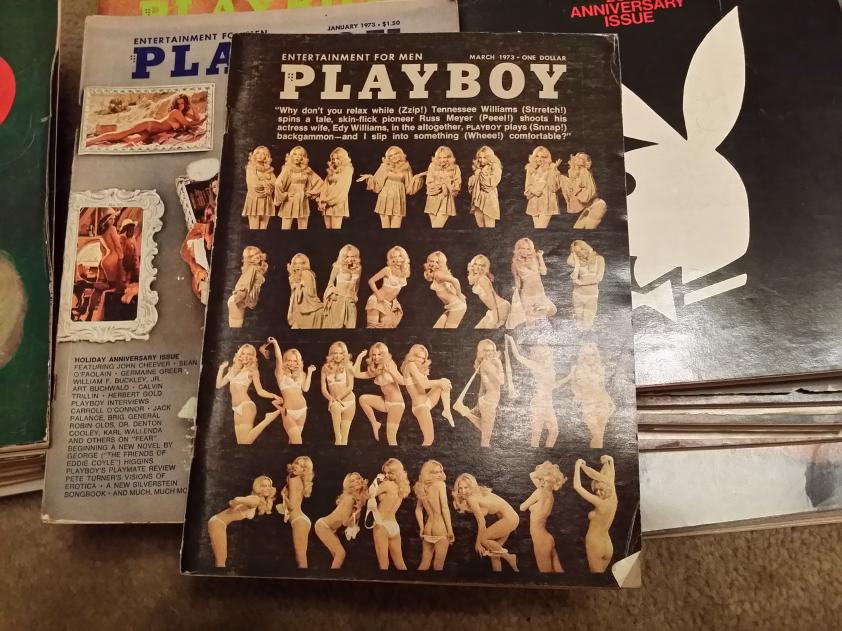 ENTERTAINMENT FOR MEN
MARCH 1973 • ONE DOLLAR
PLAYBOY
"Why don't you relax while (Zzip!) Tennessee Williams (Strretch!)
spins a tale, skin-flick pioneer Russ Meyer (Peeel!) shoots his
actress wife, Edy Williams, in the altogether, PLAYBOY plays (Snnap!)
backgammon—and I slip into something (Wheee!) comfortable?"
JANUARY 1973 • $1.50
ENTERTAINMENT FOR MEN
HOLIDAY ANNIVERSARY ISSUE
FEATURING JOHN CHEEVER • SEAN
O'FAOLAIN • GERMAINE GREER
WILLIAM F. BUCKLEY, JR.
ART BUCHWALD • CALVIN
TRILLIN • HERBERT GOLD
PLAYBOY INTERVIEWS
CARROLL O'CONNOR • JACK
PALANCE, BRIG. GENERAL
ROBIN OLDS, DR. DENTON
COOLEY, KARL WALLENDA
AND OTHERS ON "FEAR"
BEGINNING A NEW NOVEL BY
GEORGE ("THE FRIENDS OF
EDDIE COYLE") HIGGINS
PLAYBOY'S PLAYMATE REVIEW
PETE TURNER'S VISIONS OF
EROTICA • A NEW SILVERSTEIN
SONGBOOK • AND MUCH, MUCH MO
ANNIVERSARY
ISSUE